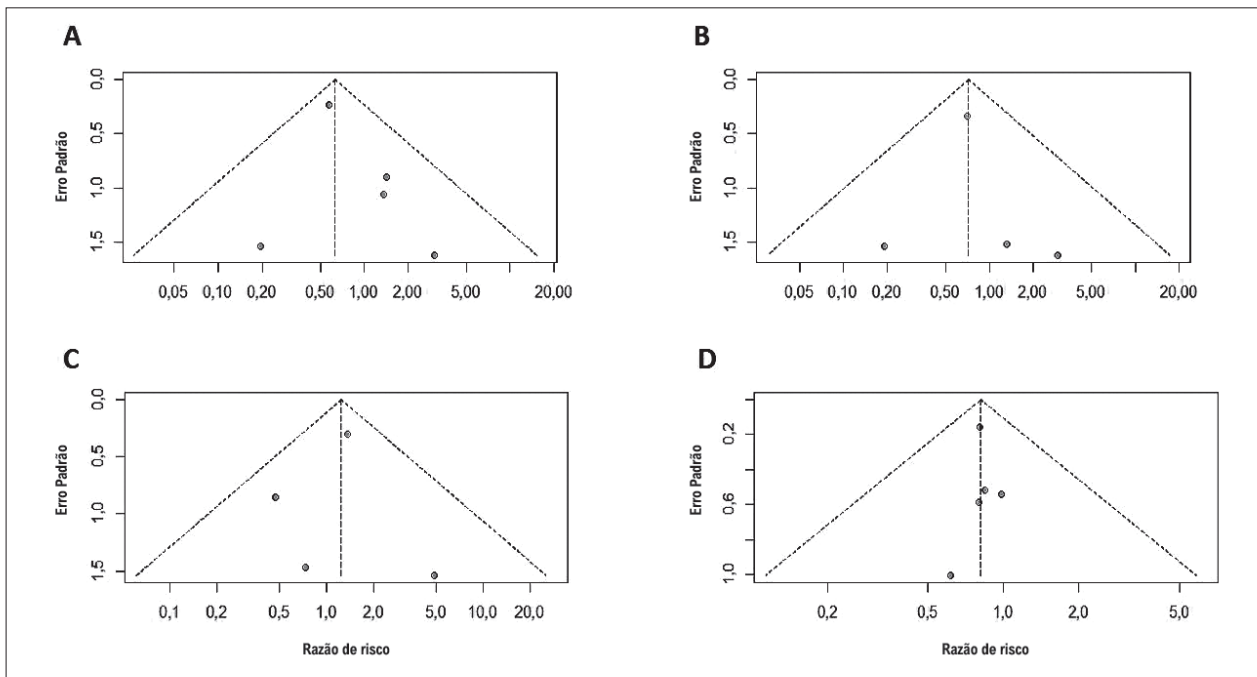 A
Erro Padrão
0,0
0,5
1,0
1,5
0,05 0,10 0,20 0,50 1,00 2,00 5,00 20,00
B
Erro Padrão
0,0
0,5
1,0
1,5
0,05 0,10 0,20 0,50 1,00 2,00 5,00 20,00
C
Erro Padrão
0,0
0,5
1,0
1,5
0,1 0,2 0,5 1,0 2,0 5,0 10,0 20,0
Razão de risco
D
Erro Padrão
0,2
0,6
1,0
0,2 0,5 1,0 2,0 5,0
Razão de risco